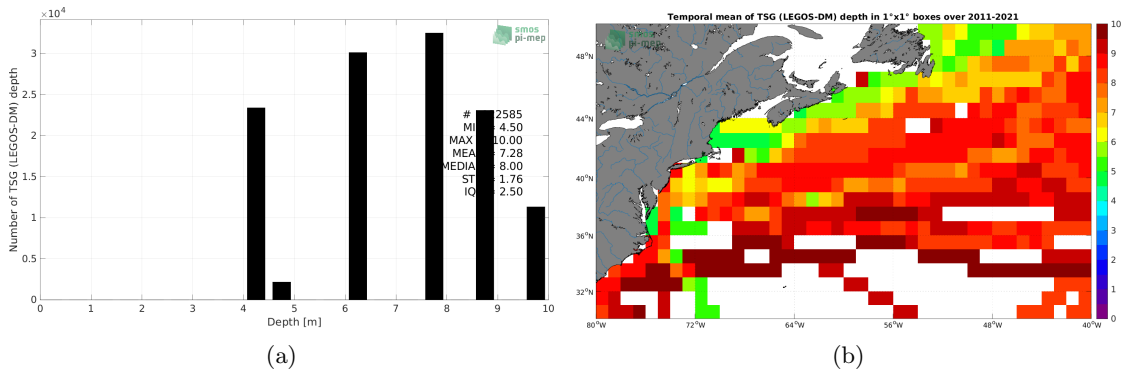 ×10⁴
smos
pi-mep
Number of TSG (LEGOS-DM) depth
3
2.5
2
1.5
1
0.5
0
# 2585
MI = 4.50
MAX 10.00
MEA = 7.28
MEDIA = 8.00
ST = 1.76
IQ = 2.50
0 1 2 3 4 5 6 7 8 9 10
Depth [m]
(a)
Temporal mean of TSG (LEGOS-DM) depth in 1°x1° boxes over 2011-2021
smos
pi-mep
48°N
44°N
40°N
36°N
32°N
80°W 72°W 64°W 56°W 48°W 40°W
10
9
8
7
6
5
4
3
2
1
0
(b)